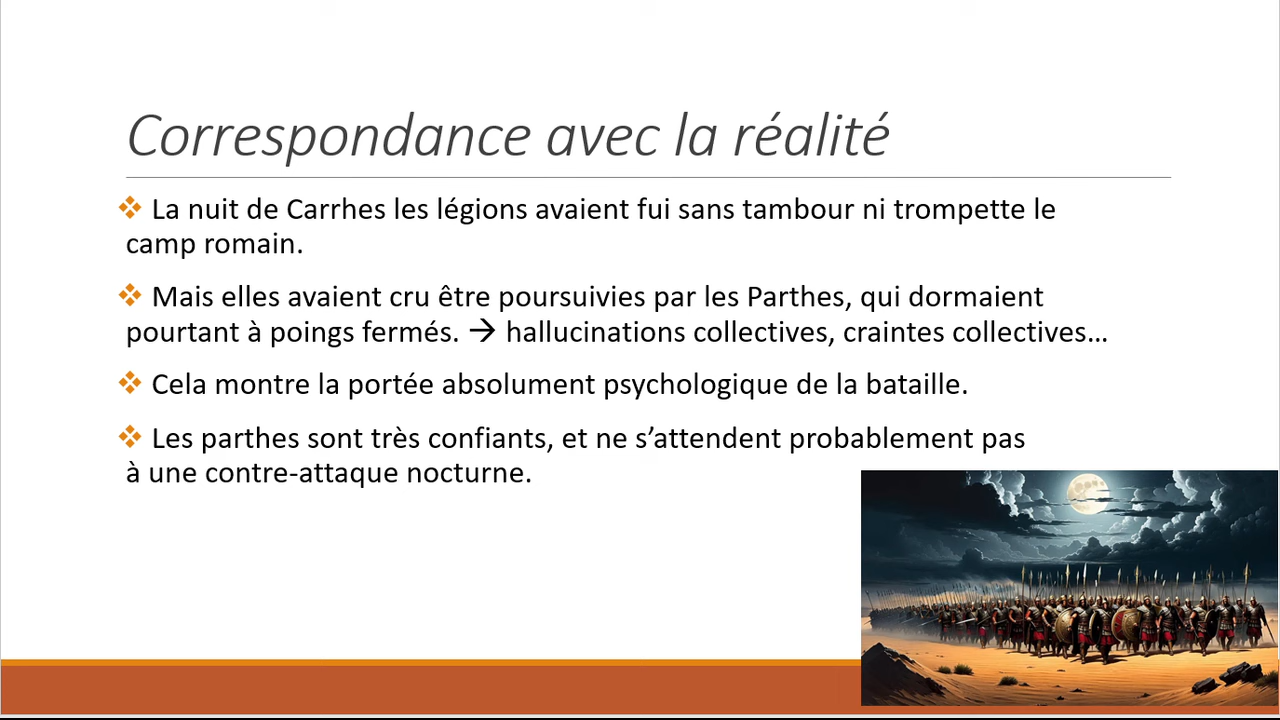 Correspondance avec la réalité
❖ La nuit de Carrhes les légions avaient fui sans tambour ni trompette le
camp romain.
❖ Mais elles avaient cru être poursuivies par les Parthes, qui dormaient
pourtant à poings fermés. → hallucinations collectives, craintes collectives…
❖ Cela montre la portée absolument psychologique de la bataille.
❖ Les parthes sont très confiants, et ne s’attendent probablement pas
à une contre-attaque nocturne.